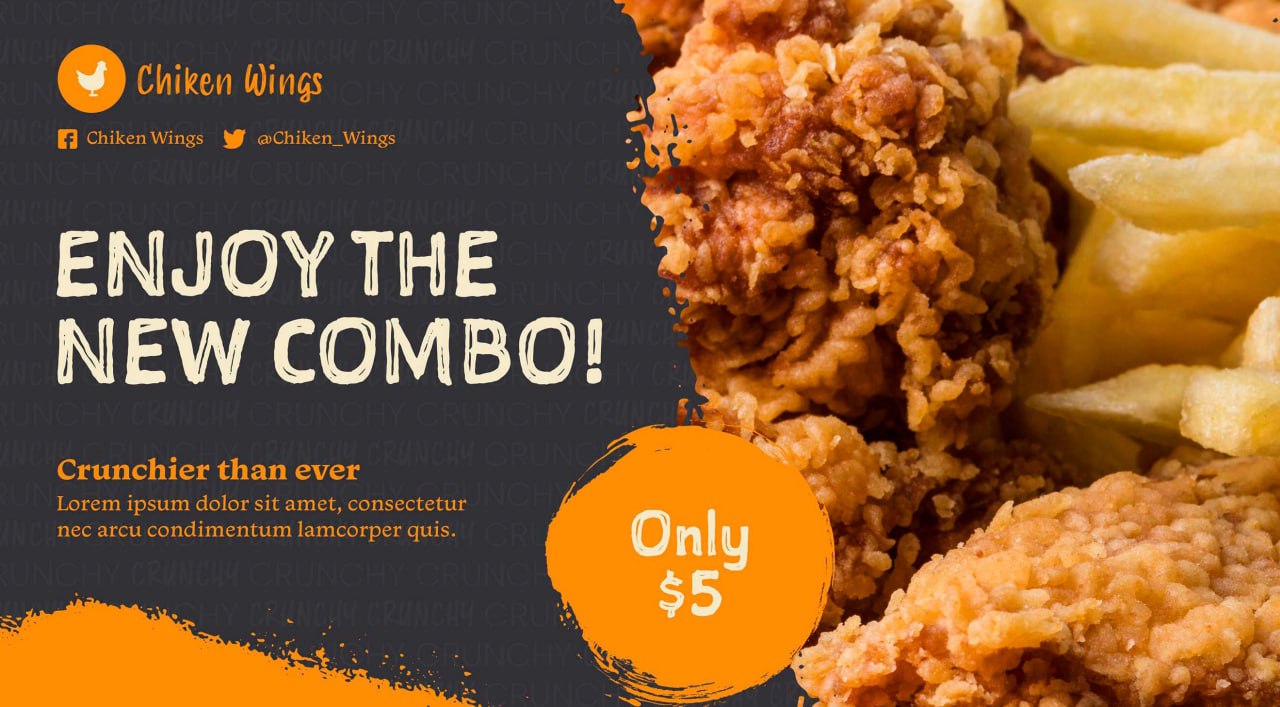 Chiken Wings
Chiken Wings @Chiken_Wings
ENJOY THE
NEW COMBO!
Crunchier than ever
Lorem ipsum dolor sit amet, consectetur
nec arcu condimentum lamcorper quis.
Only
$5